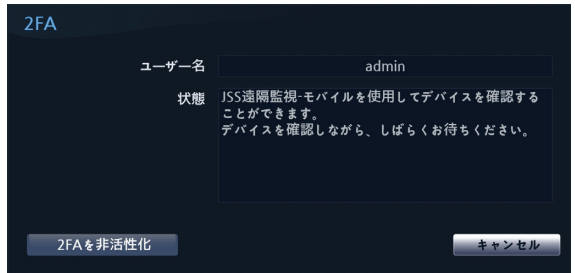 2FA
ユーザー名 admin
状態 JSS遠隔監視-モバイルを使用してデバイスを確認する
ことができます。
デバイスを確認しながら、しばらくお待ちください。
2FAを非活性化 キャンセル